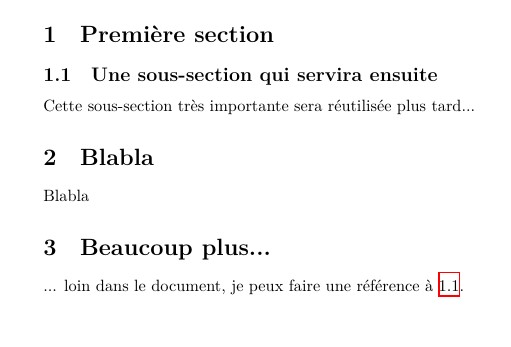 1 Première section
1.1 Une sous-section qui servira ensuite
Cette sous-section très importante sera réutilisée plus tard...
2 Blabla
Blabla
3 Beaucoup plus...
... loin dans le document, je peux faire une référence à 1.1.